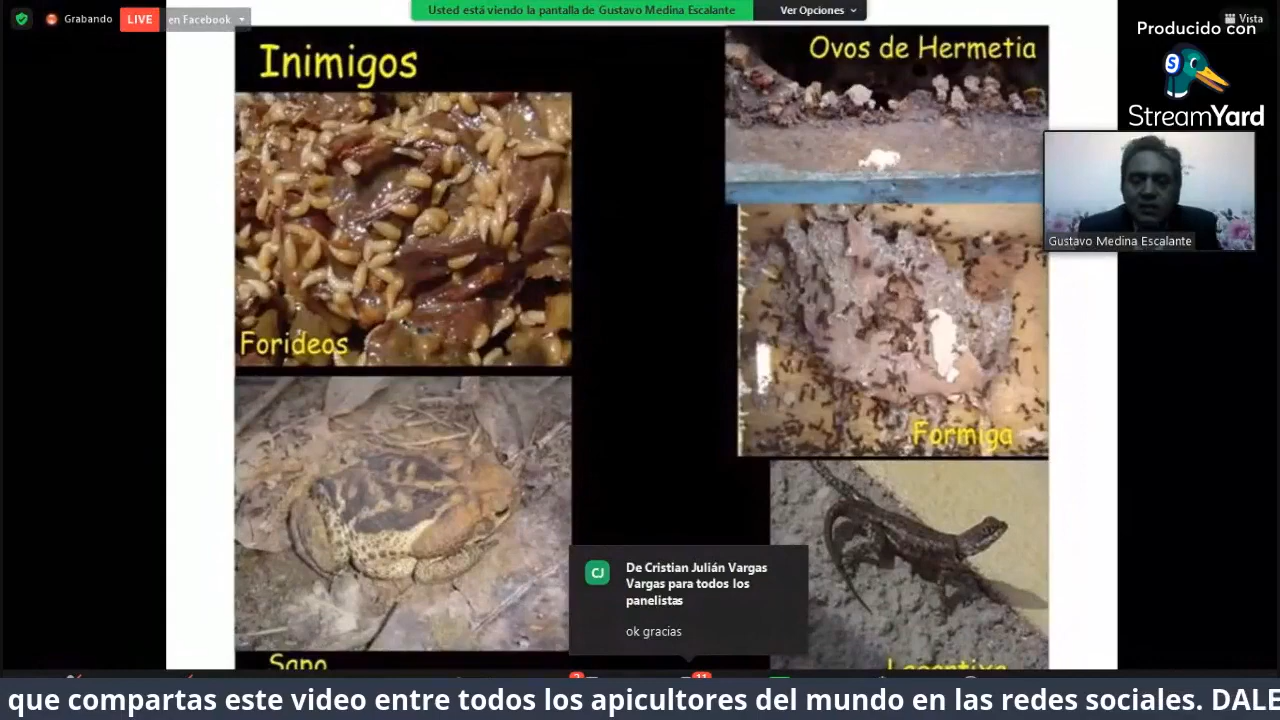 Grabando
LIVE
en Facebook
Usted está viendo la pantalla de Gustavo Medina Escalante
Ver Opciones
Vista
Producido con
S
StreamYard
Inimigos
Ovos de Hermetia
Gustavo Medina Escalante
Forideos
Formiga
CJ
De Cristian Julián Vargas
Vargas para todos los
panelistas
ok gracias
Sapo
que compartas este video entre todos los apicultores del mundo en las redes sociales. DALE